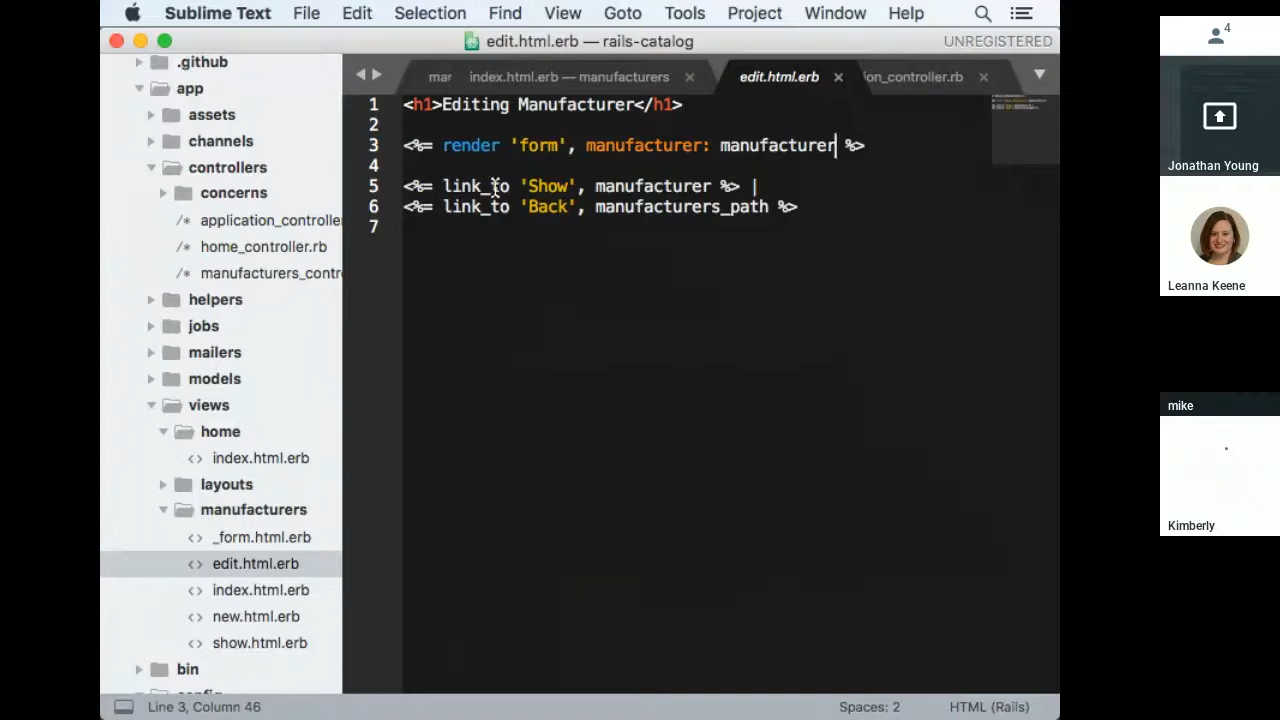 Sublime Text File Edit Selection Find View Goto Tools Project Window Help
edit.html.erb — rails-catalog UNREGISTERED
mar index.html.erb — manufacturers edit.html.erb ion_controller.rb
.github
app
assets
channels
controllers
concerns
/* application_controlle
/* home_controller.rb
/* manufacturers_contr
helpers
jobs
mailers
models
views
home
<> index.html.erb
layouts
manufacturers
<> _form.html.erb
<> edit.html.erb
<> index.html.erb
<> new.html.erb
<> show.html.erb
bin
1 <h1>Editing Manufacturer</h1>
2
3 <%= render 'form', manufacturer: manufacturer %>
4
5 <%= link_to 'Show', manufacturer %> |
6 <%= link_to 'Back', manufacturers_path %>
7
Line 3, Column 46 Spaces: 2 HTML (Rails)
4
Jonathan Young
Leanna Keene
mike
Kimberly